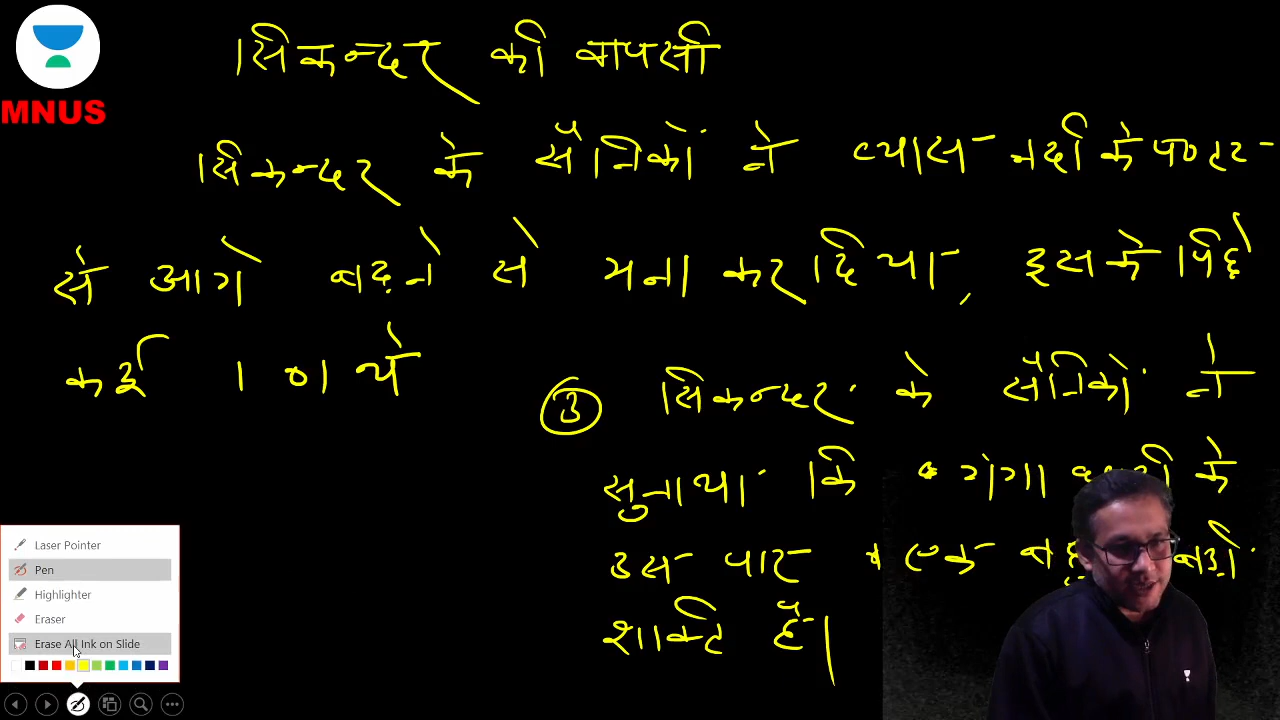 MNUS
सिकन्दर की वापसी
सिकन्दर के सैनिकों ने व्यास नदी के
से आगे बढ़ने से मना कर दिया, इसके पिछे
कई थे
③ सिकन्दर के सैनिकों ने
सुनाया कि गंगा के
उस पार एक
शक्ति है।
Laser Pointer
Pen
Highlighter
Eraser
Erase All Ink on Slide